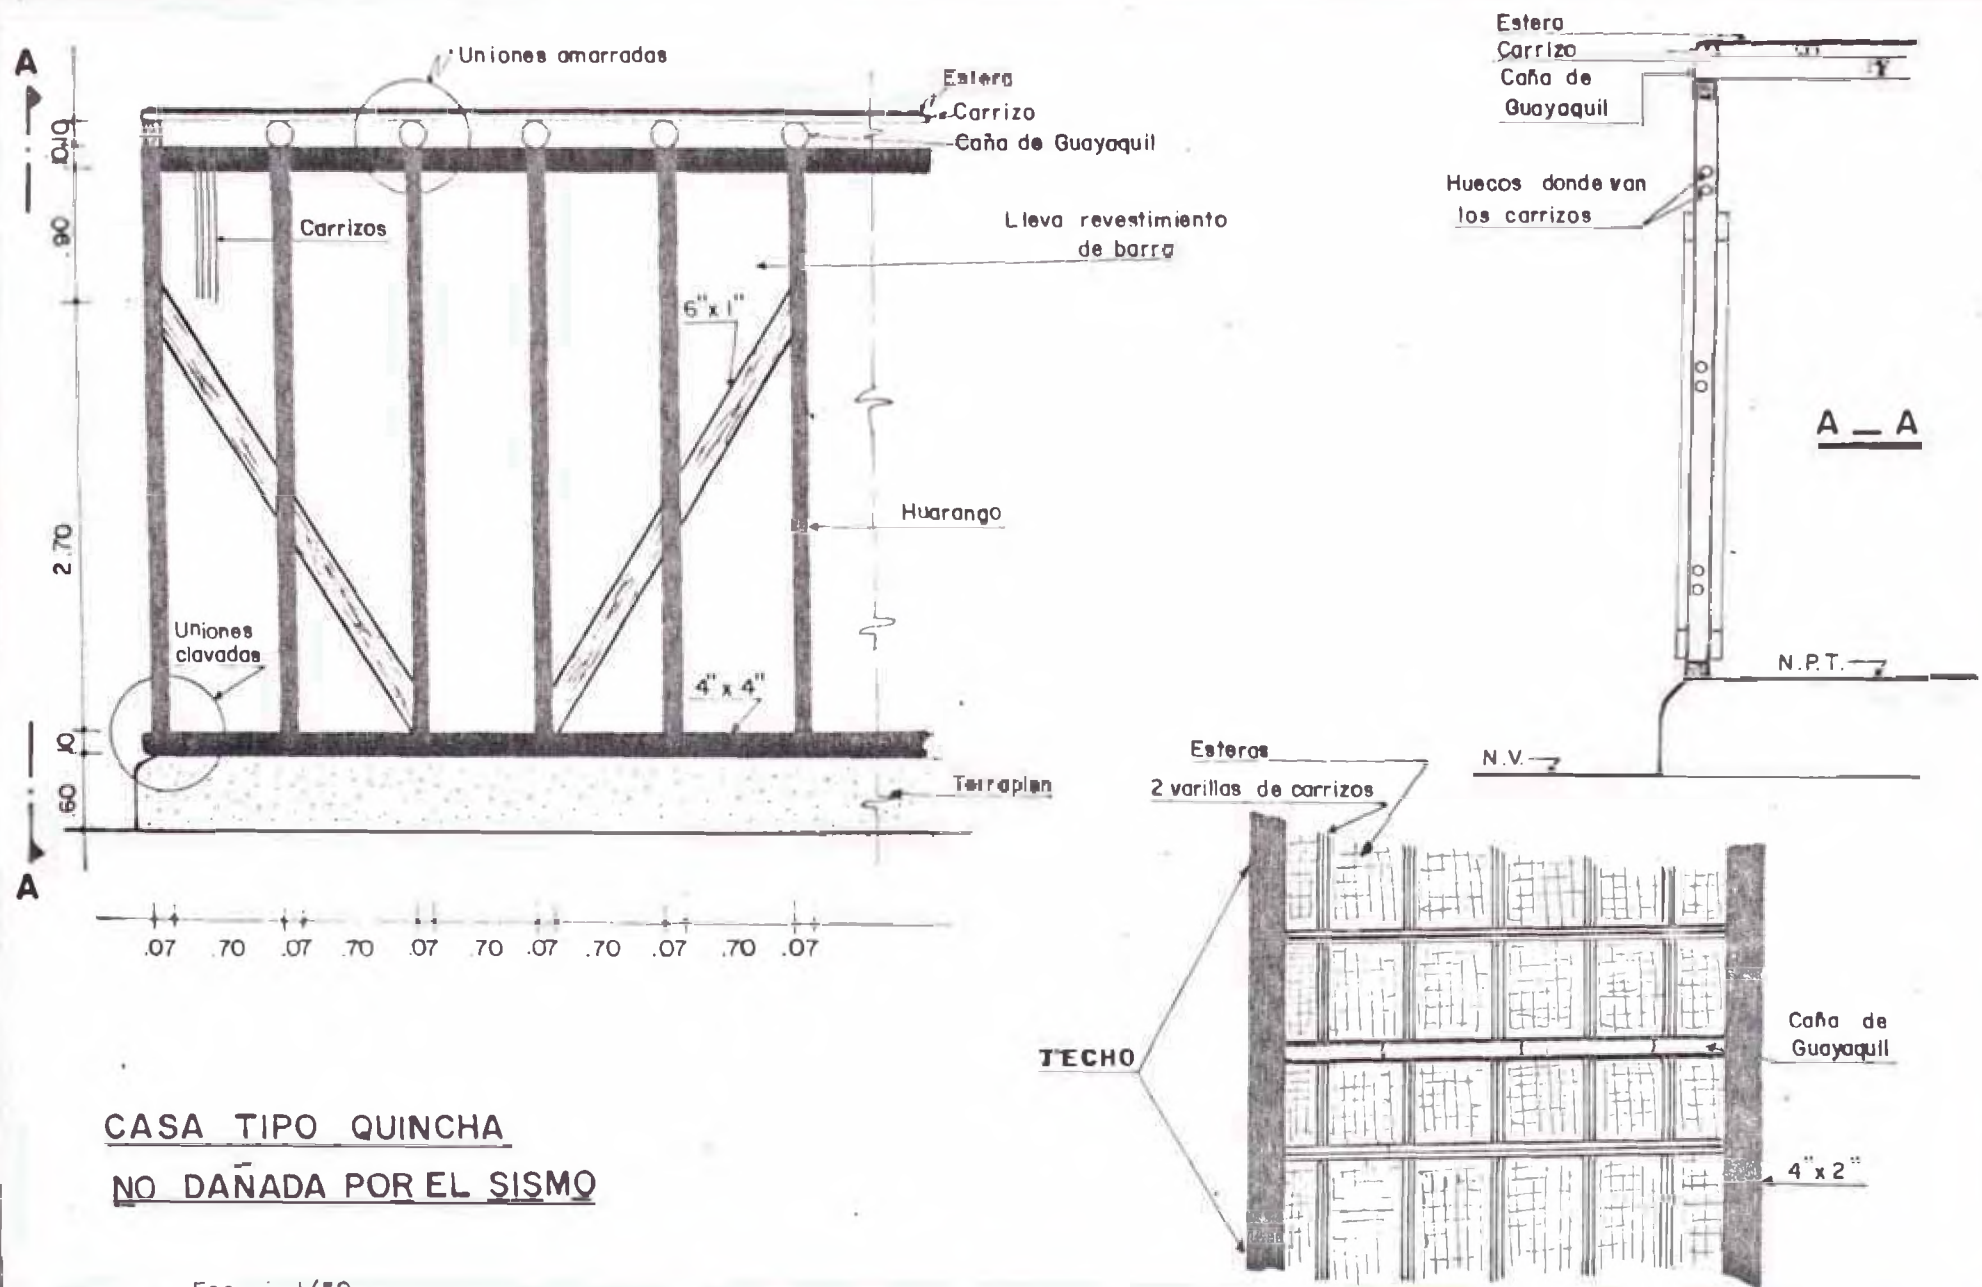 A
Uniones amarradas
Estera
Carrizo
Caña de Guayaquil
.10
.10
.90
Carrizos
Lleva revestimiento
de barro
6" x 1"
2.70
Huarango
Uniones
clavadas
4" x 4"
.10
.60
Terraplen
A
.07 .70 .07 .70 .07 .70 .07 .70 .07 .70 .07
Estera
Carrizo
Caña de
Guayaquil
Huecos donde van
los carrizos
A _ A
N.P.T.
N.V.
Esteras
2 varillas de carrizos
TECHO
Caña de
Guayaquil
4" x 2"
CASA TIPO QUINCHA
NO DAÑADA POR EL SISMO